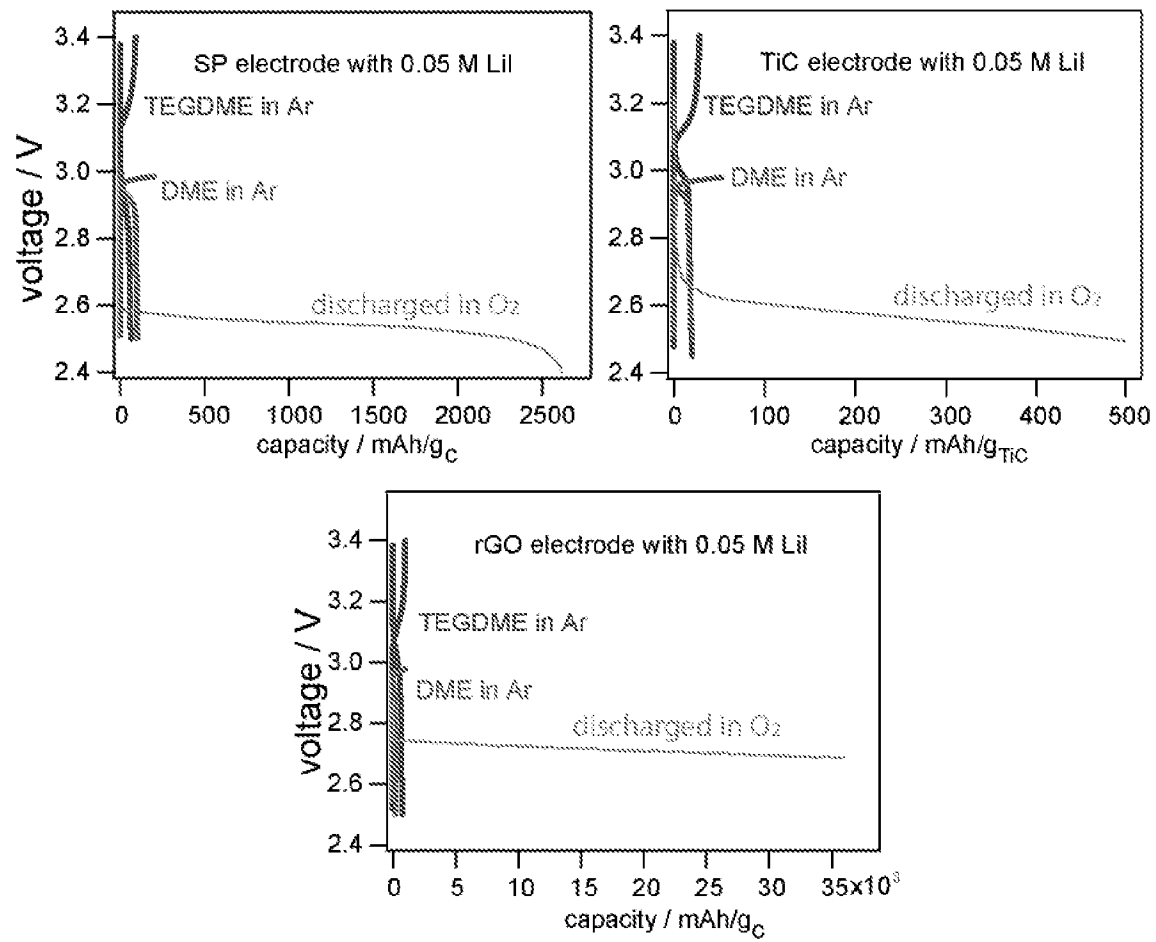 SP electrode with 0.05 M LiI
TEGDME in Ar
DME in Ar
discharged in O₂
voltage / V
3.4
3.2
3.0
2.8
2.6
2.4
0 500 1000 1500 2000 2500
capacity / mAh/g_C
TiC electrode with 0.05 M LiI
TEGDME in Ar
DME in Ar
discharged in O₂
3.4
3.2
3.0
2.8
2.6
2.4
0 100 200 300 400 500
capacity / mAh/g_TiC
rGO electrode with 0.05 M LiI
TEGDME in Ar
DME in Ar
discharged in O₂
voltage / V
3.4
3.2
3.0
2.8
2.6
2.4
0 5 10 15 20 25 30 35x10³
capacity / mAh/g_C